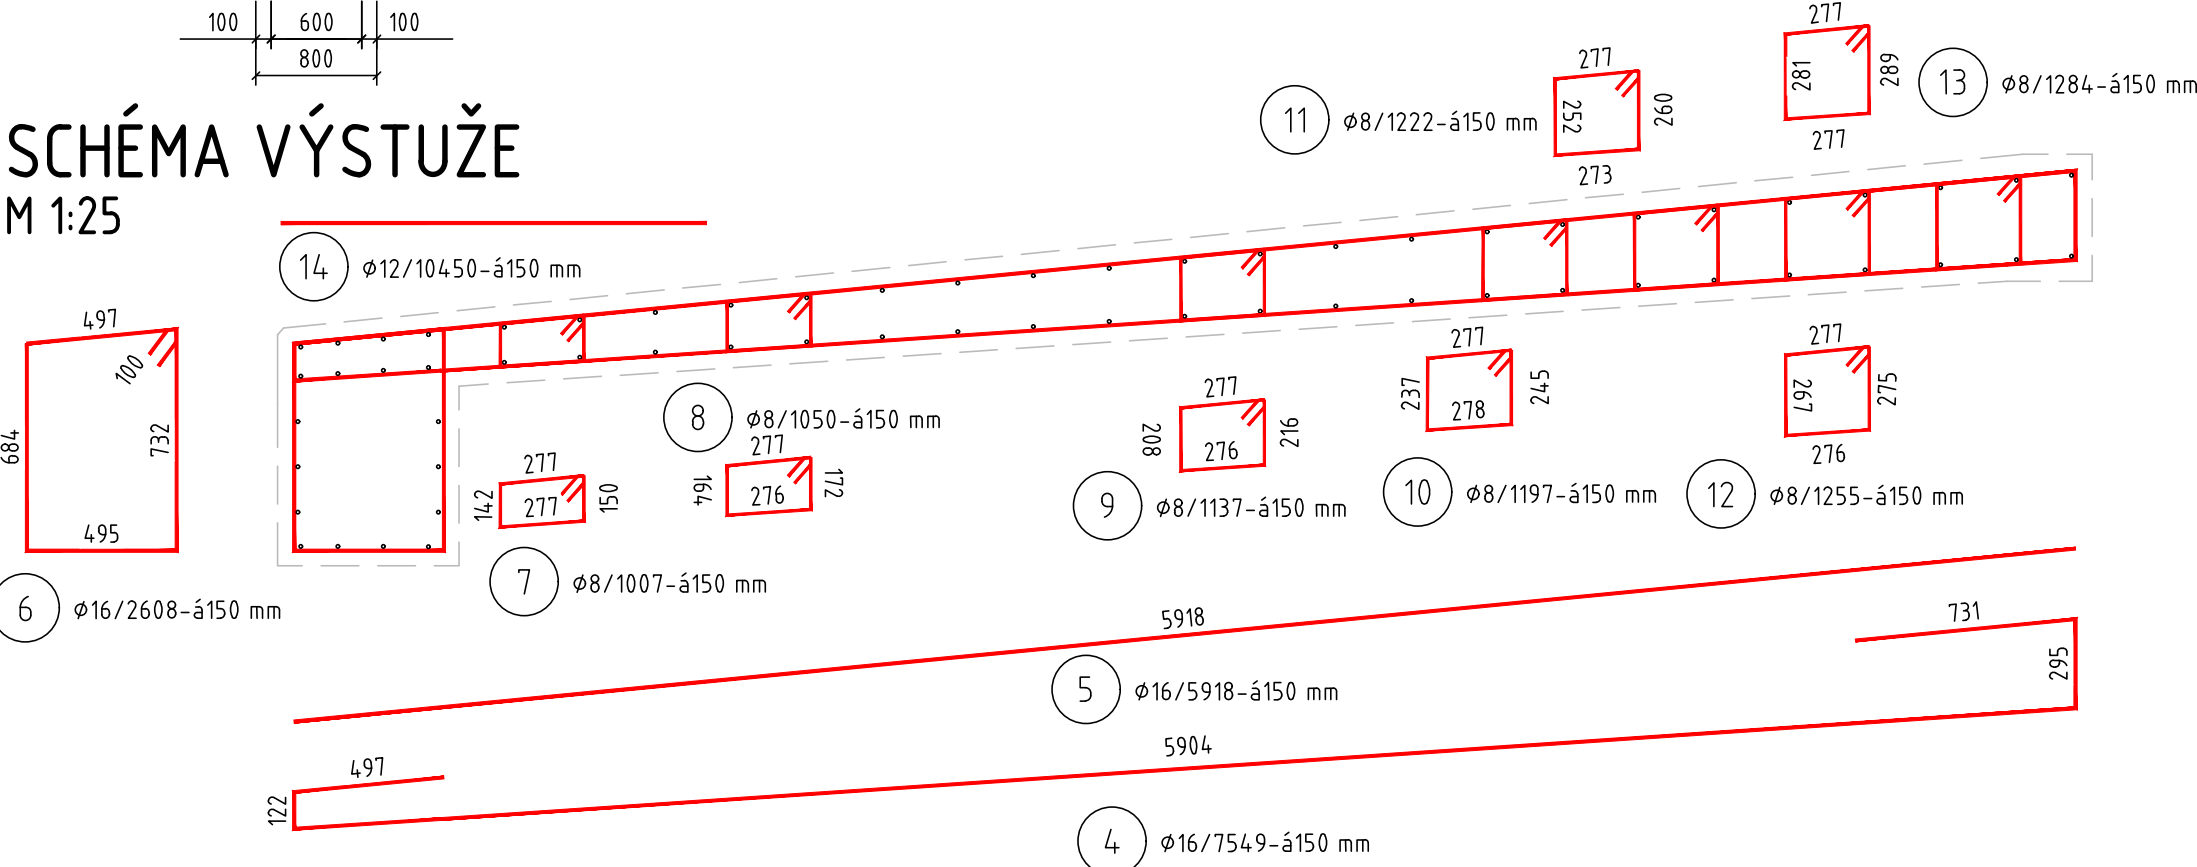 100 600 100
800
SCHÉMA VÝSTUŽE
M 1:25
14 Ø12/10450-á150 mm
277
252
260
273
11 Ø8/1222-á150 mm
277
281
289
277
13 Ø8/1284-á150 mm
497
100
684
732
495
6 Ø16/2608-á150 mm
277
142
277
150
7 Ø8/1007-á150 mm
8 Ø8/1050-á150 mm
277
164
276
172
277
208
276
216
9 Ø8/1137-á150 mm
277
237
278
245
10 Ø8/1197-á150 mm
277
267
275
276
12 Ø8/1255-á150 mm
5918
5 Ø16/5918-á150 mm
731
295
5904
497
122
4 Ø16/7549-á150 mm